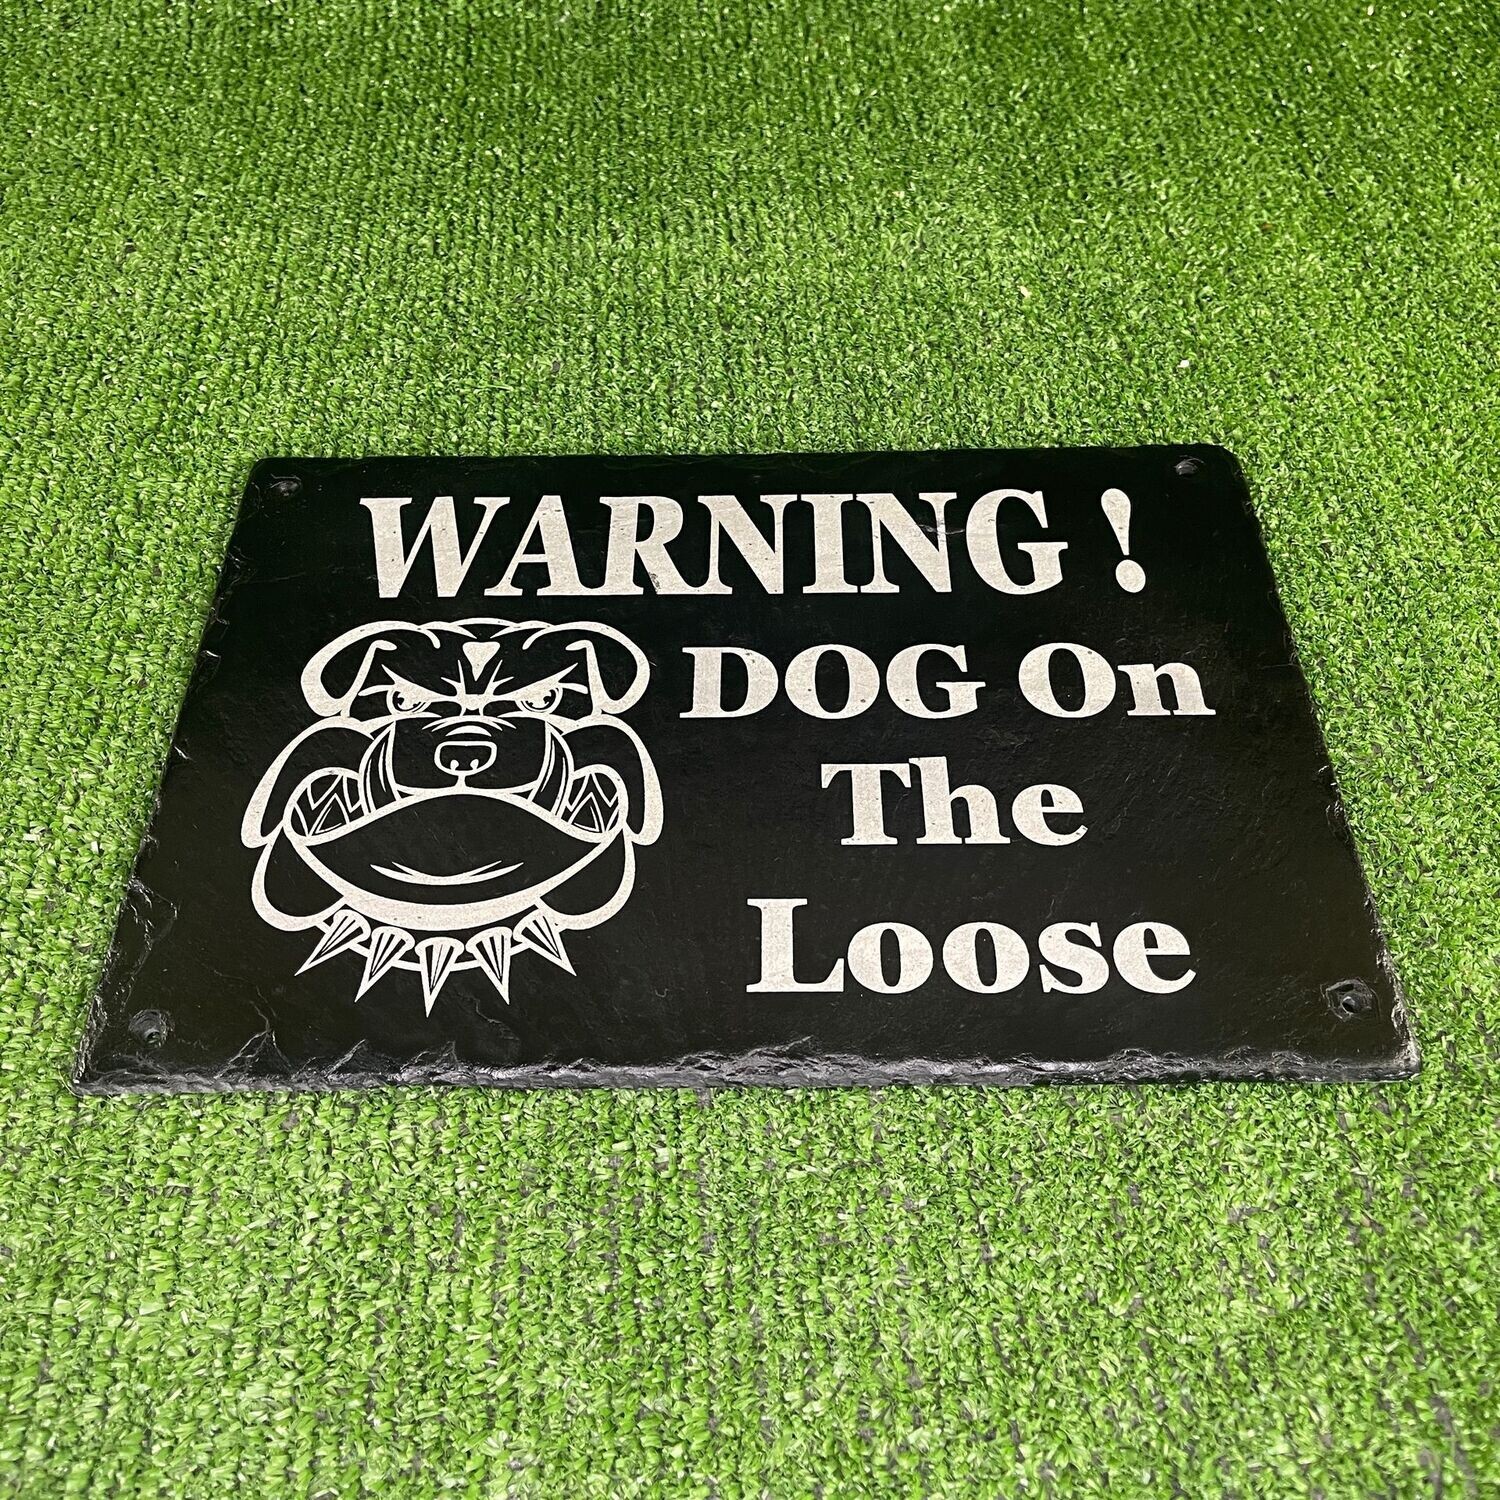 WARNING !
DOG On
The
Loose